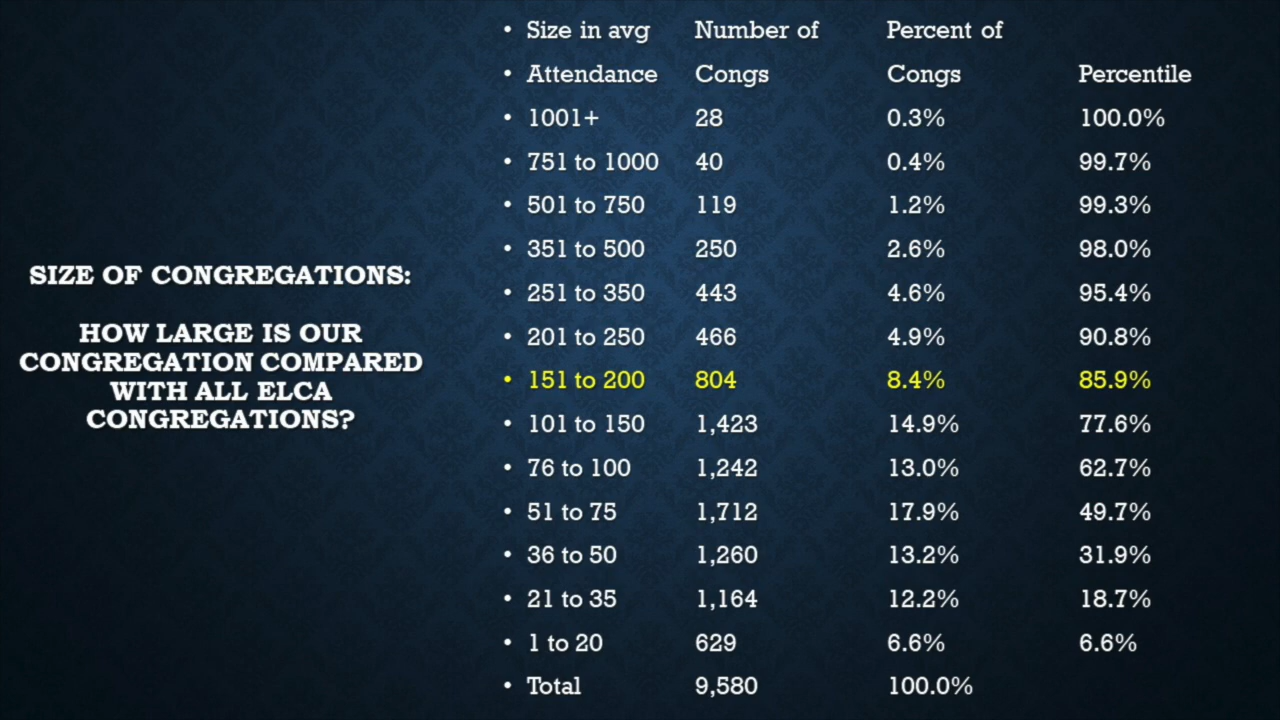 SIZE OF CONGREGATIONS:
HOW LARGE IS OUR
CONGREGATION COMPARED
WITH ALL ELCA
CONGREGATIONS?
• Size in avg Number of Percent of
• Attendance Congs Congs Percentile
• 1001+ 28 0.3% 100.0%
• 751 to 1000 40 0.4% 99.7%
• 501 to 750 119 1.2% 99.3%
• 351 to 500 250 2.6% 98.0%
• 251 to 350 443 4.6% 95.4%
• 201 to 250 466 4.9% 90.8%
• 151 to 200 804 8.4% 85.9%
• 101 to 150 1,423 14.9% 77.6%
• 76 to 100 1,242 13.0% 62.7%
• 51 to 75 1,712 17.9% 49.7%
• 36 to 50 1,260 13.2% 31.9%
• 21 to 35 1,164 12.2% 18.7%
• 1 to 20 629 6.6% 6.6%
• Total 9,580 100.0%